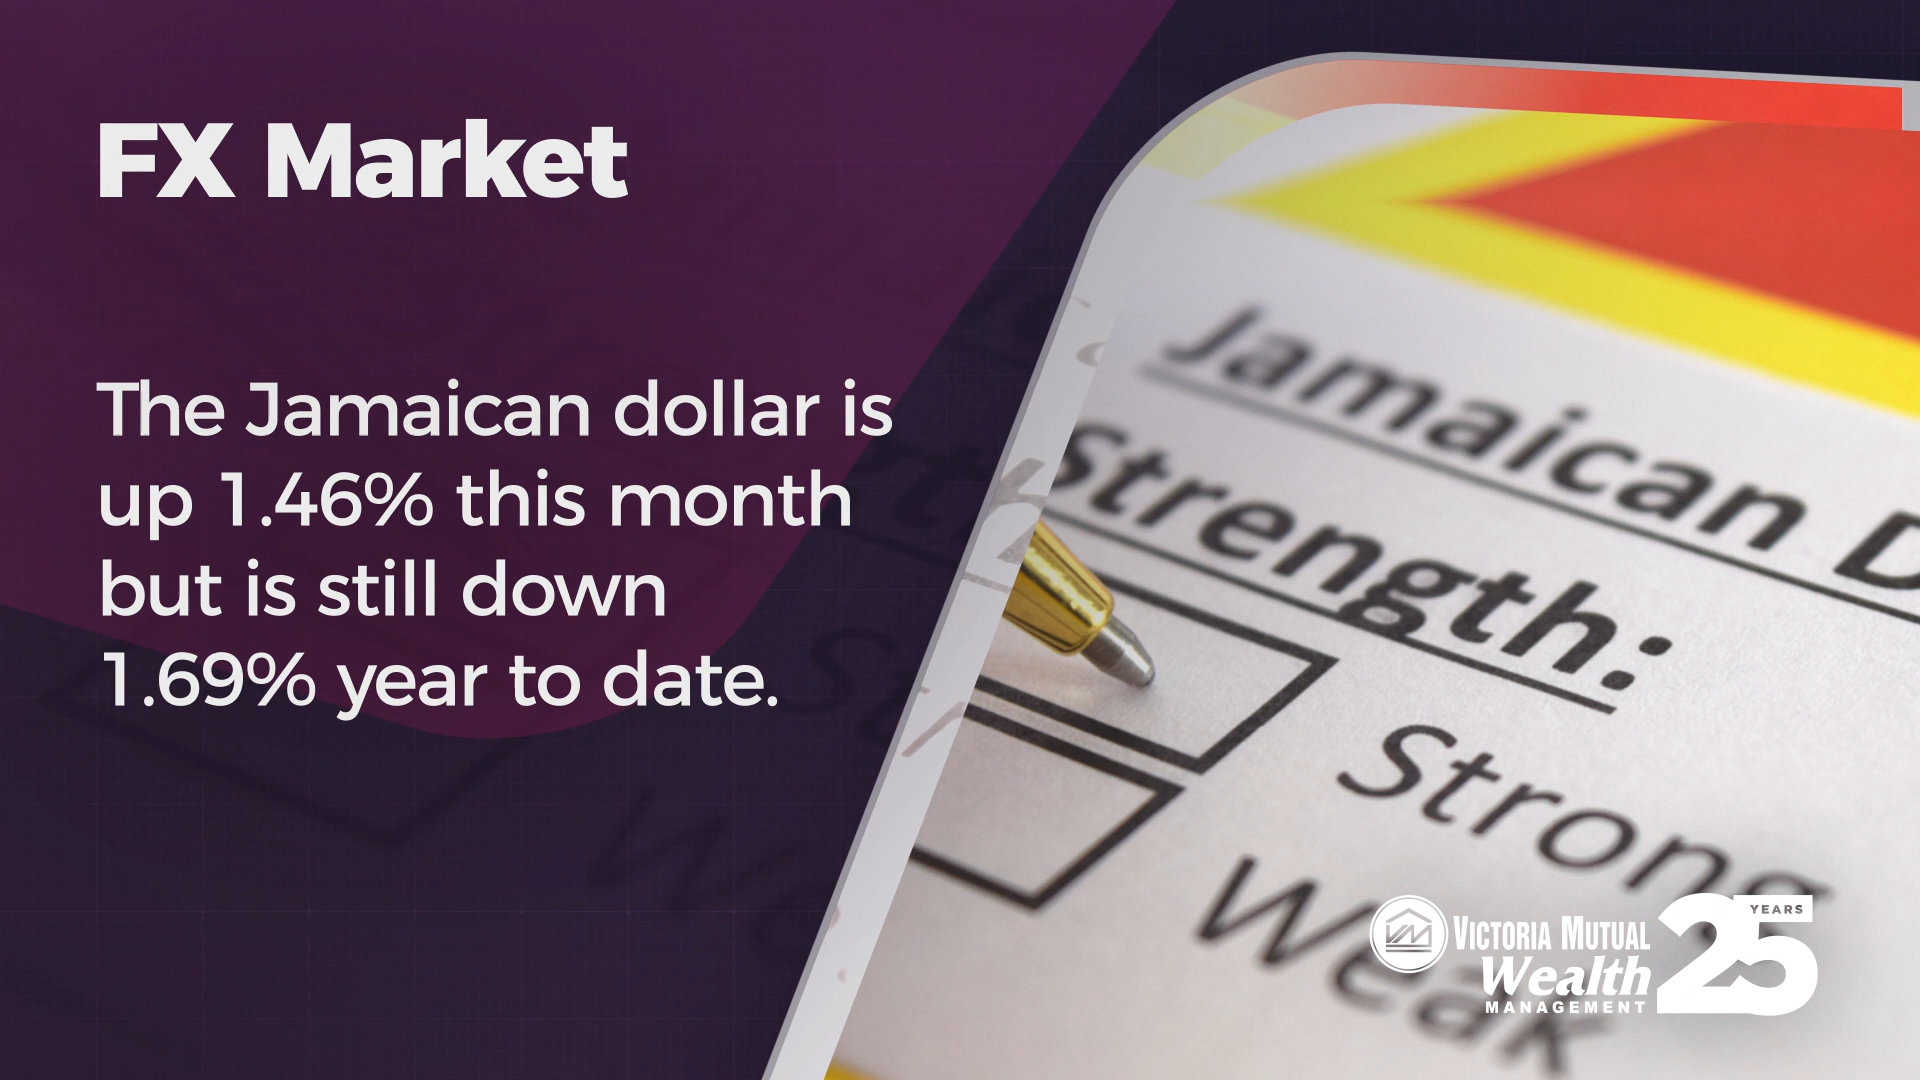 FX Market
The Jamaican dollar is
up 1.46% this month
but is still down
1.69% year to date.
Jamaican D
strength:
Strong
Weak
VM
VICTORIA MUTUAL
Wealth
MANAGEMENT
25
YEARS